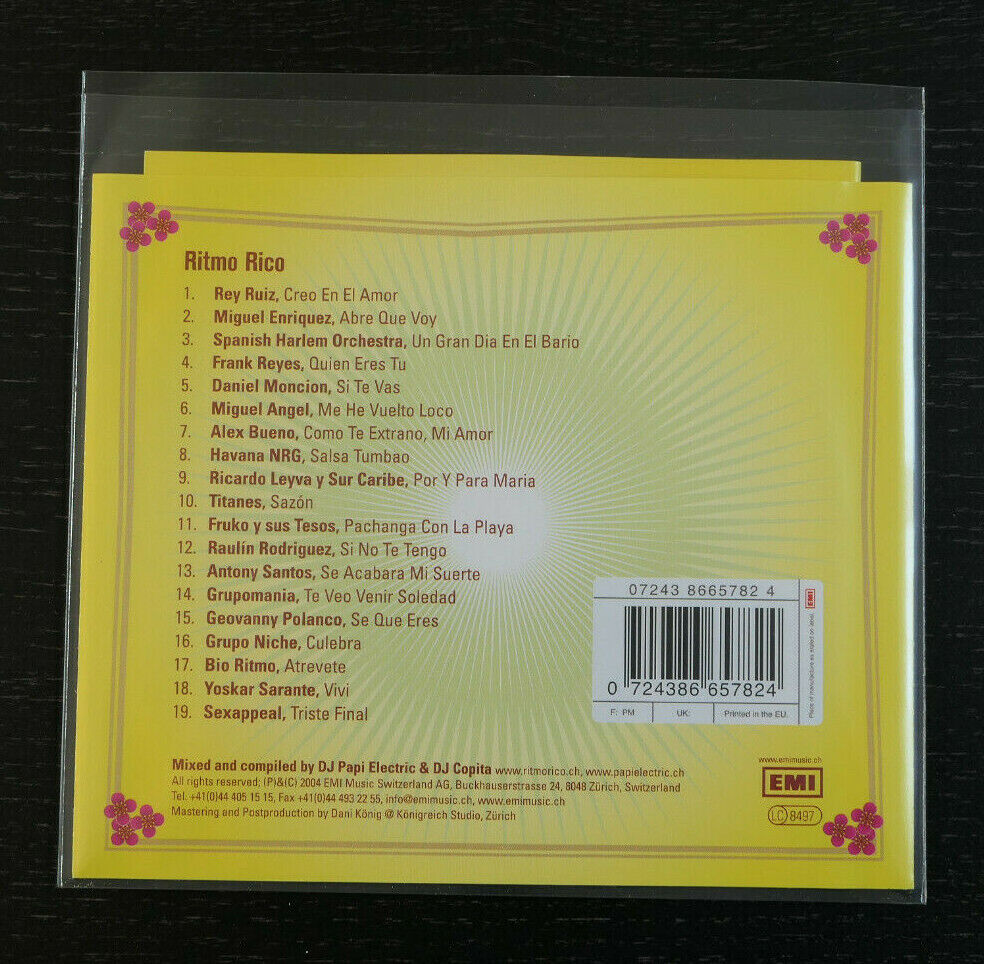 Ritmo Rico
1. Rey Ruiz, Creo En El Amor
2. Miguel Enriquez, Abre Que Voy
3. Spanish Harlem Orchestra, Un Gran Dia En El Bario
4. Frank Reyes, Quien Eres Tu
5. Daniel Moncion, Si Te Vas
6. Miguel Angel, Me He Vuelto Loco
7. Alex Bueno, Como Te Extrano, Mi Amor
8. Havana NRG, Salsa Tumbao
9. Ricardo Leyva y Sur Caribe, Por Y Para Maria
10. Titanes, Sazón
11. Fruko y sus Tesos, Pachanga Con La Playa
12. Raulín Rodriguez, Si No Te Tengo
13. Antony Santos, Se Acabara Mi Suerte
14. Grupomania, Te Veo Venir Soledad
15. Geovanny Polanco, Se Que Eres
16. Grupo Niche, Culebra
17. Bio Ritmo, Atrevete
18. Yoskar Sarante, Vivi
19. Sexappeal, Triste Final
07243 8665782 4
EMI
Place of manufacture as stated on label.
0 724386 657824
F: PM
UK:
Printed in the EU.
Mixed and compiled by DJ Papi Electric & DJ Copita www.ritmorico.ch, www.papielectric.ch
All rights reserved; (P)&(C) 2004 EMI Music Switzerland AG, Buckhauserstrasse 24, 8048 Zürich, Switzerland
Tel. +41(0)44 405 15 15, Fax +41(0)44 493 22 55, info@emimusic.ch, www.emimusic.ch
Mastering and Postproduction by Dani König @ Königreich Studio, Zürich
www.emimusic.ch
EMI
LC 8497